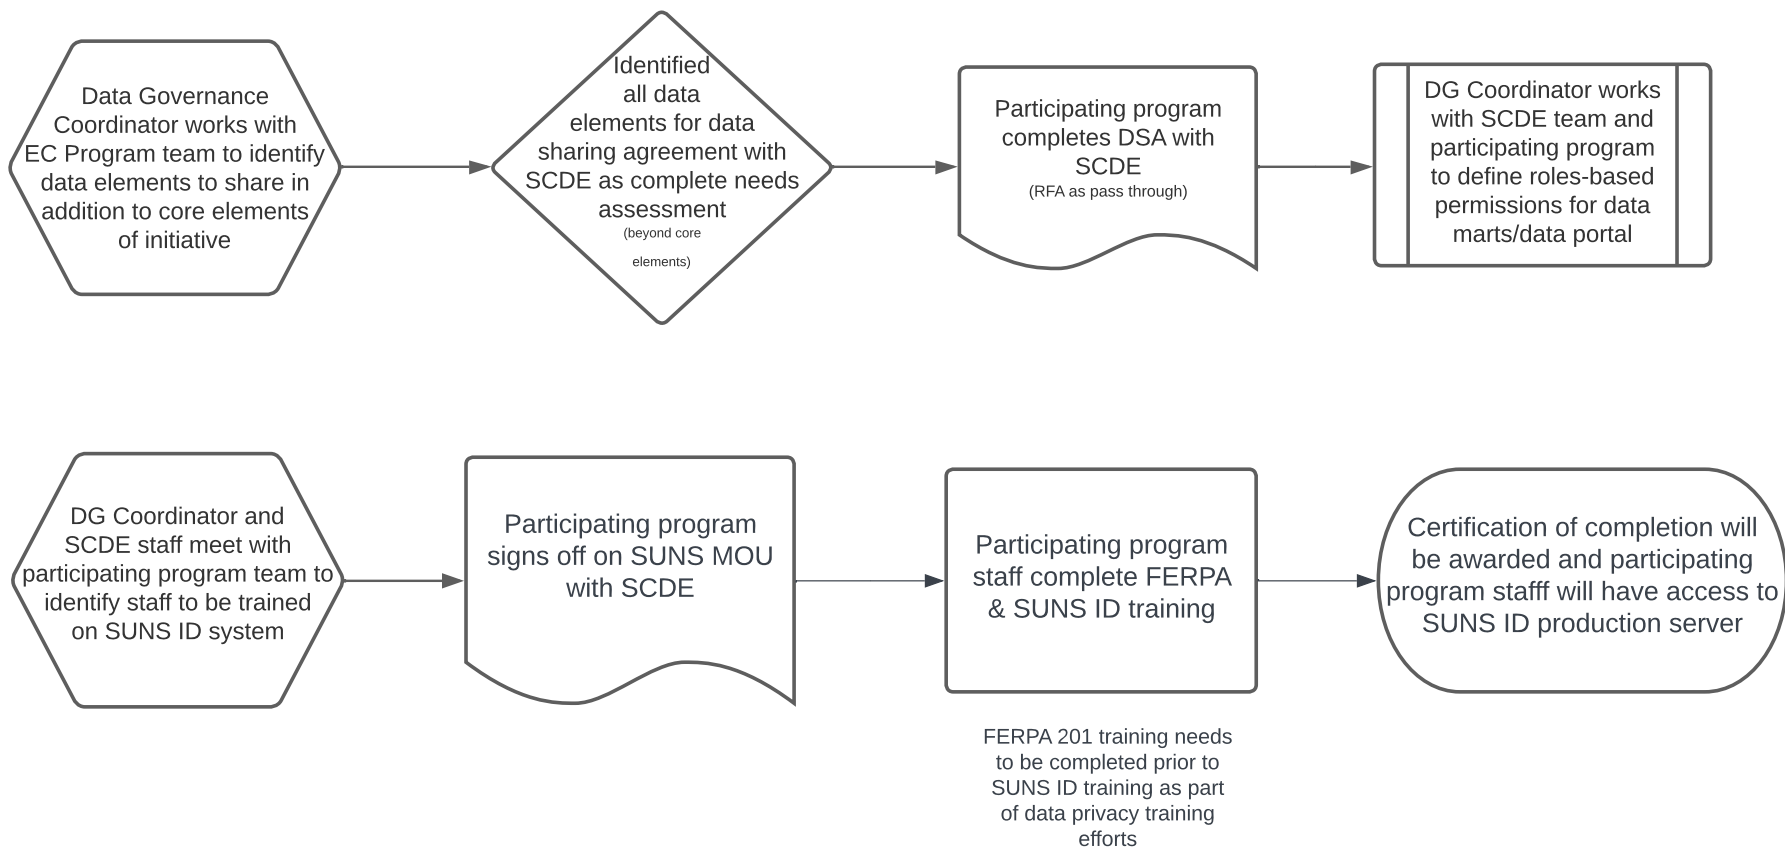 Data Governance
Coordinator works with
EC Program team to identify
data elements to share in
addition to core elements
of initiative
Identified
all data
elements for data
sharing agreement with
SCDE as complete needs
assessment
(beyond core
elements)
Participating program
completes DSA with
SCDE
(RFA as pass through)
DG Coordinator works
with SCDE team and
participating program
to define roles-based
permissions for data
marts/data portal
DG Coordinator and
SCDE staff meet with
participating program team to
identify staff to be trained
on SUNS ID system
Participating program
signs off on SUNS MOU
with SCDE
Participating program
staff complete FERPA
& SUNS ID training
Certification of completion will
be awarded and participating
program stafff will have access to
SUNS ID production server
FERPA 201 training needs
to be completed prior to
SUNS ID training as part
of data privacy training
efforts